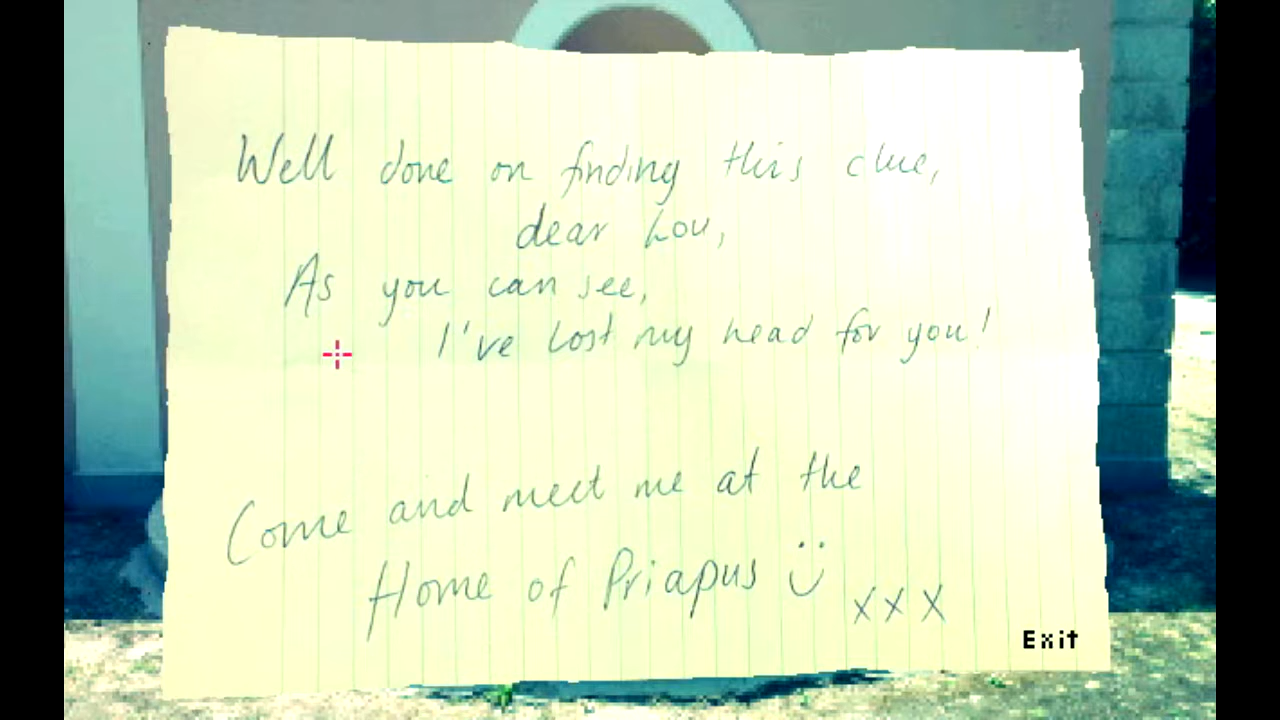 Well done on finding this clue,
dear Lou,
As you can see,
I've lost my head for you!
Come and meet me at the
Home of Priapus
xxx
Exit